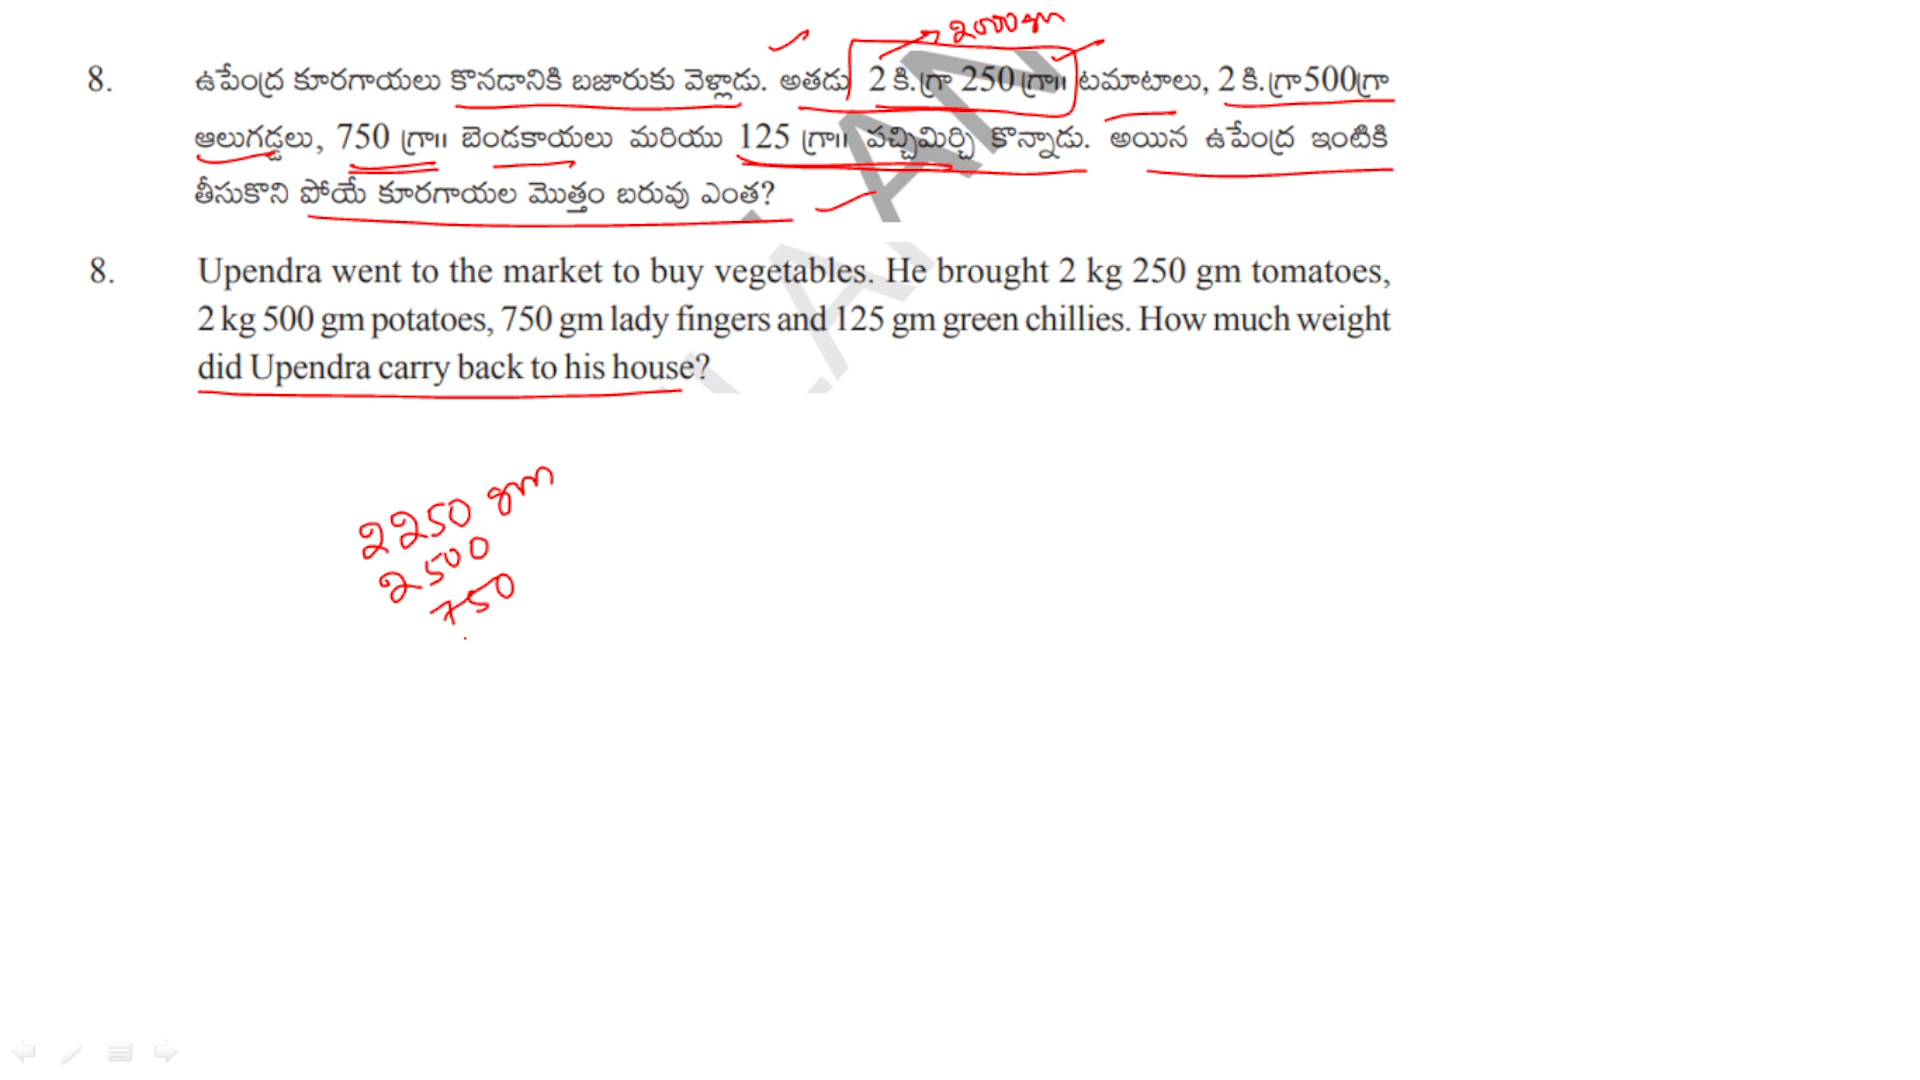 2000gm
8. ఉపేంద్ర కూరగాయలు కొనడానికి బజారుకు వెళ్లాడు. అతడు 2 కి.గ్రా 250 గ్రా॥ టమాటాలు, 2 కి.గ్రా500గ్రా
ఆలుగడ్డలు, 750 గ్రా॥ బెండకాయలు మరియు 125 గ్రా॥ పచ్చిమిర్చి కొన్నాడు. అయిన ఉపేంద్ర ఇంటికి
తీసుకొని పోయే కూరగాయల మొత్తం బరువు ఎంత?
8. Upendra went to the market to buy vegetables. He brought 2 kg 250 gm tomatoes,
2 kg 500 gm potatoes, 750 gm lady fingers and 125 gm green chillies. How much weight
did Upendra carry back to his house?
2250 gm
2500
750